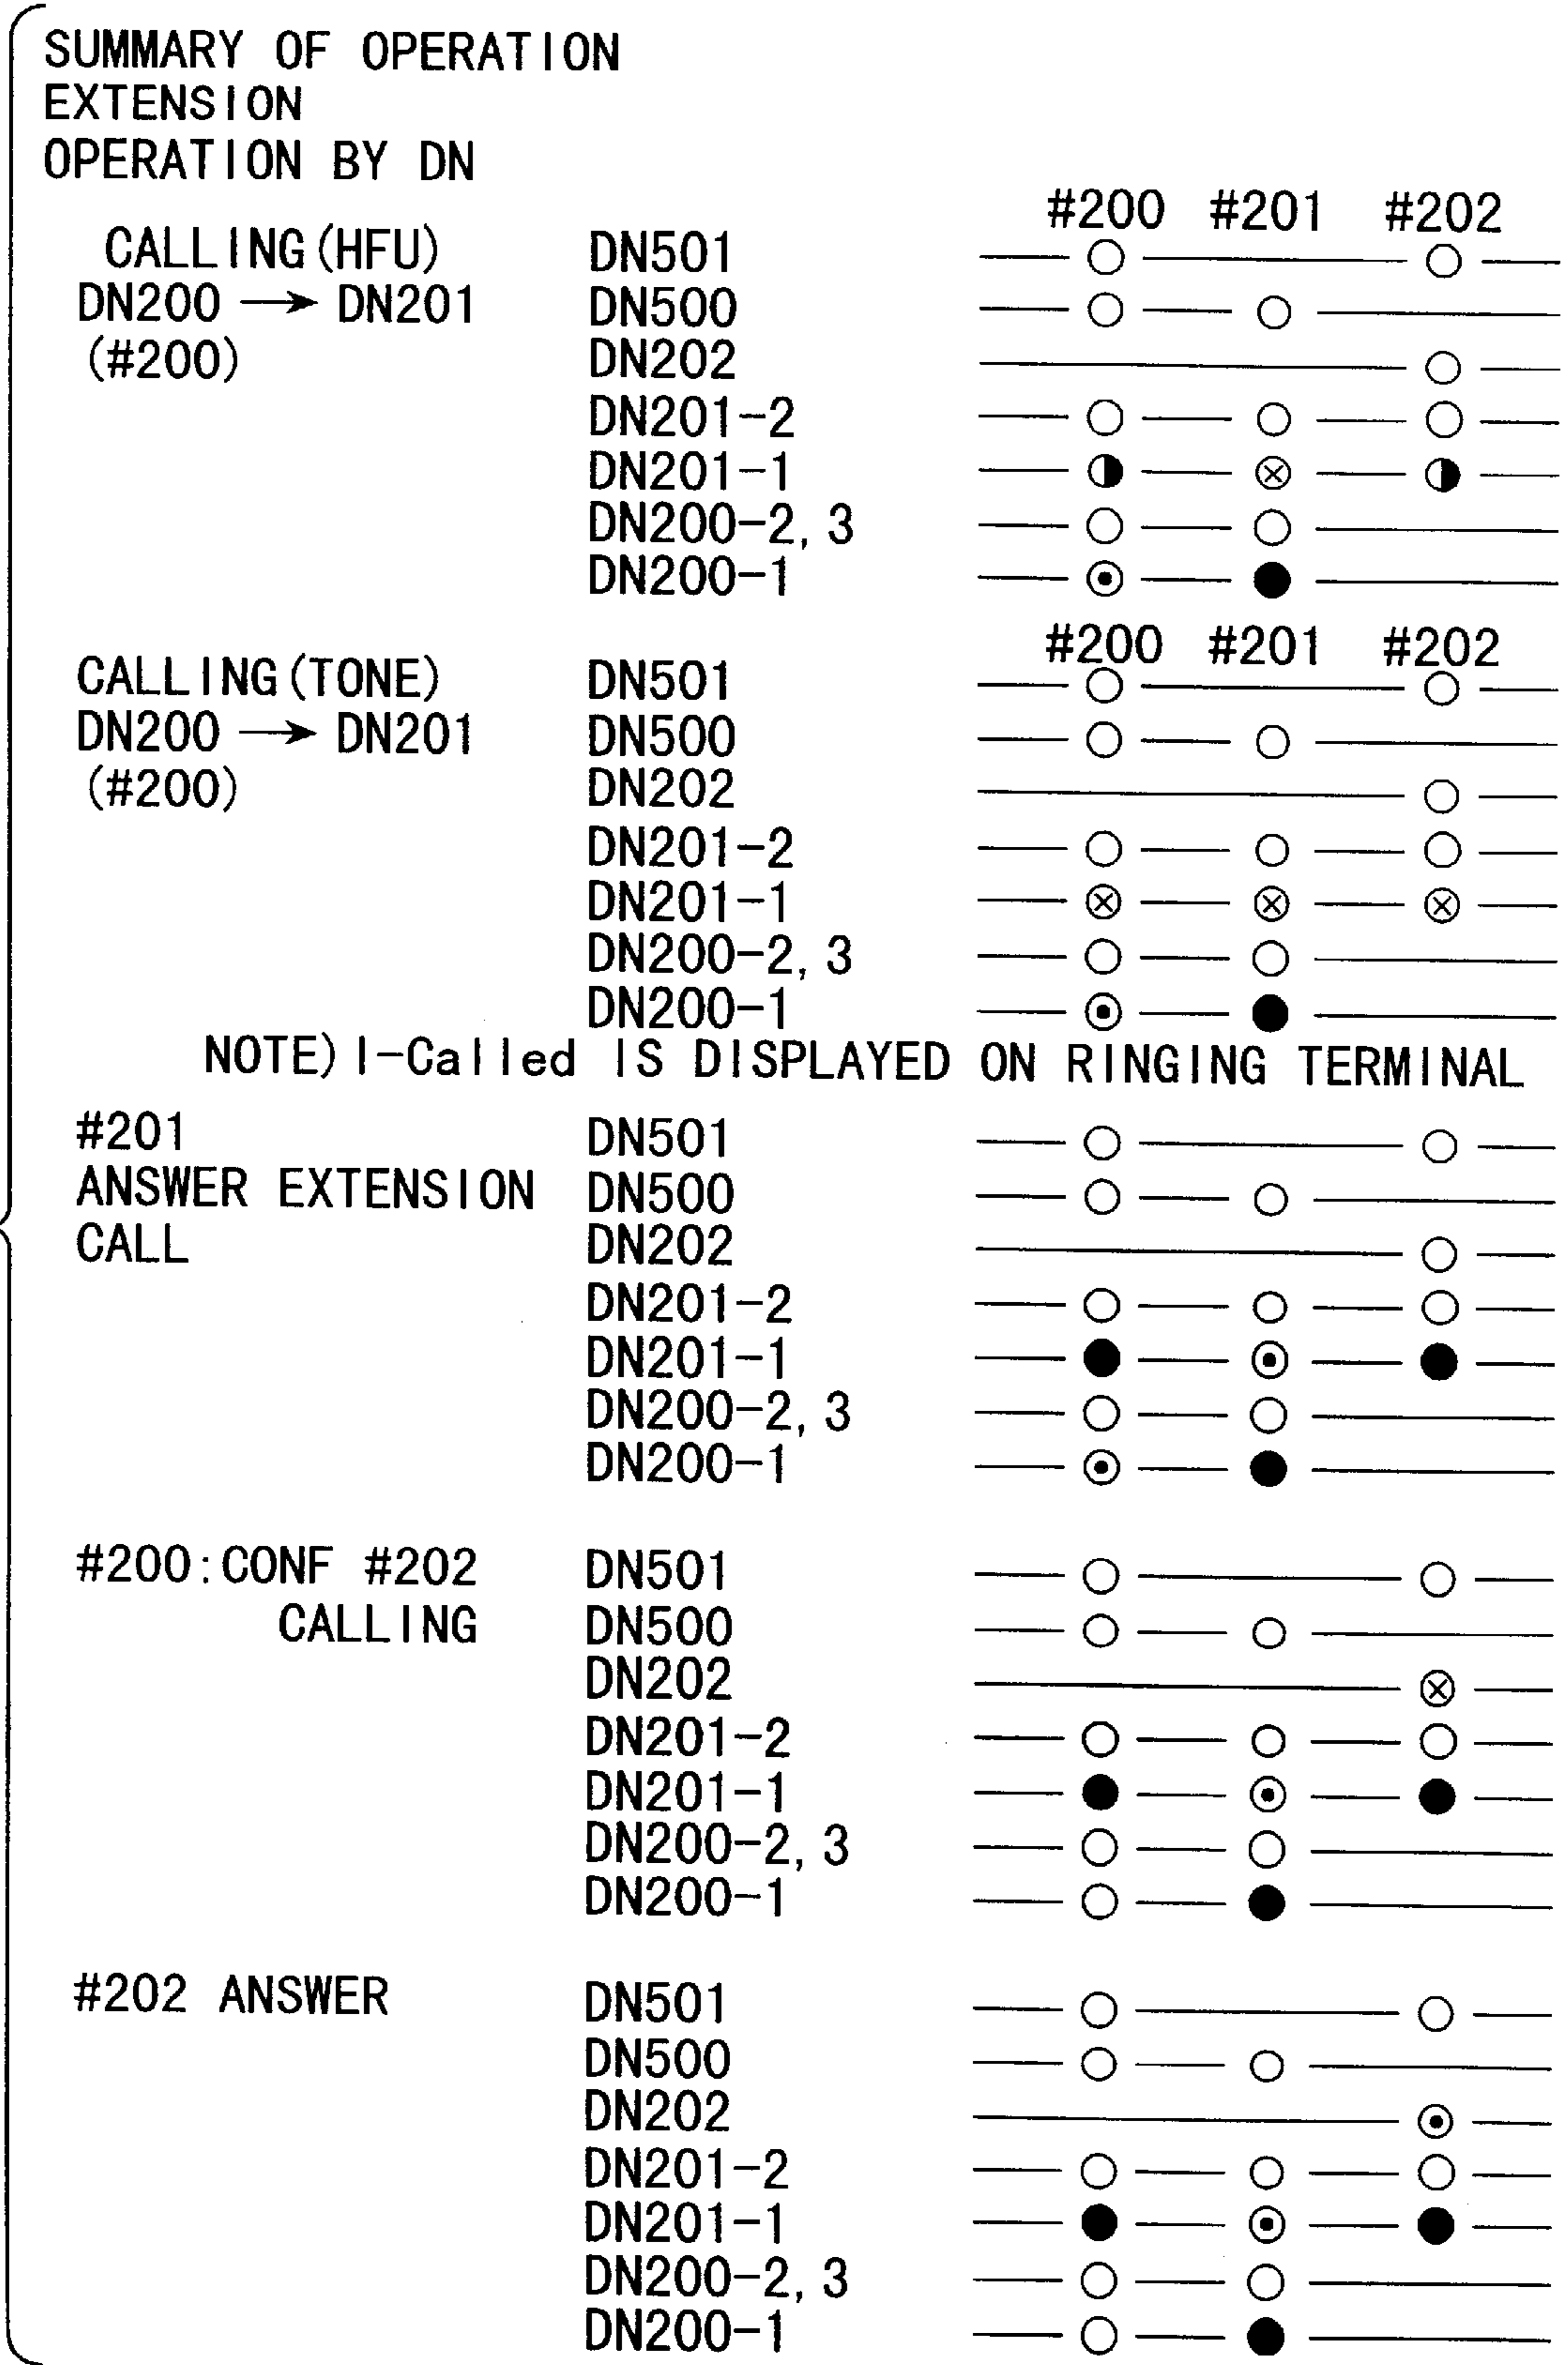 SUMMARY OF OPERATION
EXTENSION
OPERATION BY DN
#200 #201 #202
CALLING(HFU) DN501
DN200 → DN201 DN500
(#200) DN202
DN201-2
DN201-1
DN200-2, 3
DN200-1
#200 #201 #202
CALLING(TONE) DN501
DN200 → DN201 DN500
(#200) DN202
DN201-2
DN201-1
DN200-2, 3
DN200-1
NOTE) I-Called IS DISPLAYED ON RINGING TERMINAL
#201 DN501
ANSWER EXTENSION DN500
CALL DN202
DN201-2
DN201-1
DN200-2, 3
DN200-1
#200:CONF #202 DN501
CALLING DN500
DN202
DN201-2
DN201-1
DN200-2, 3
DN200-1
#202 ANSWER DN501
DN500
DN202
DN201-2
DN201-1
DN200-2, 3
DN200-1